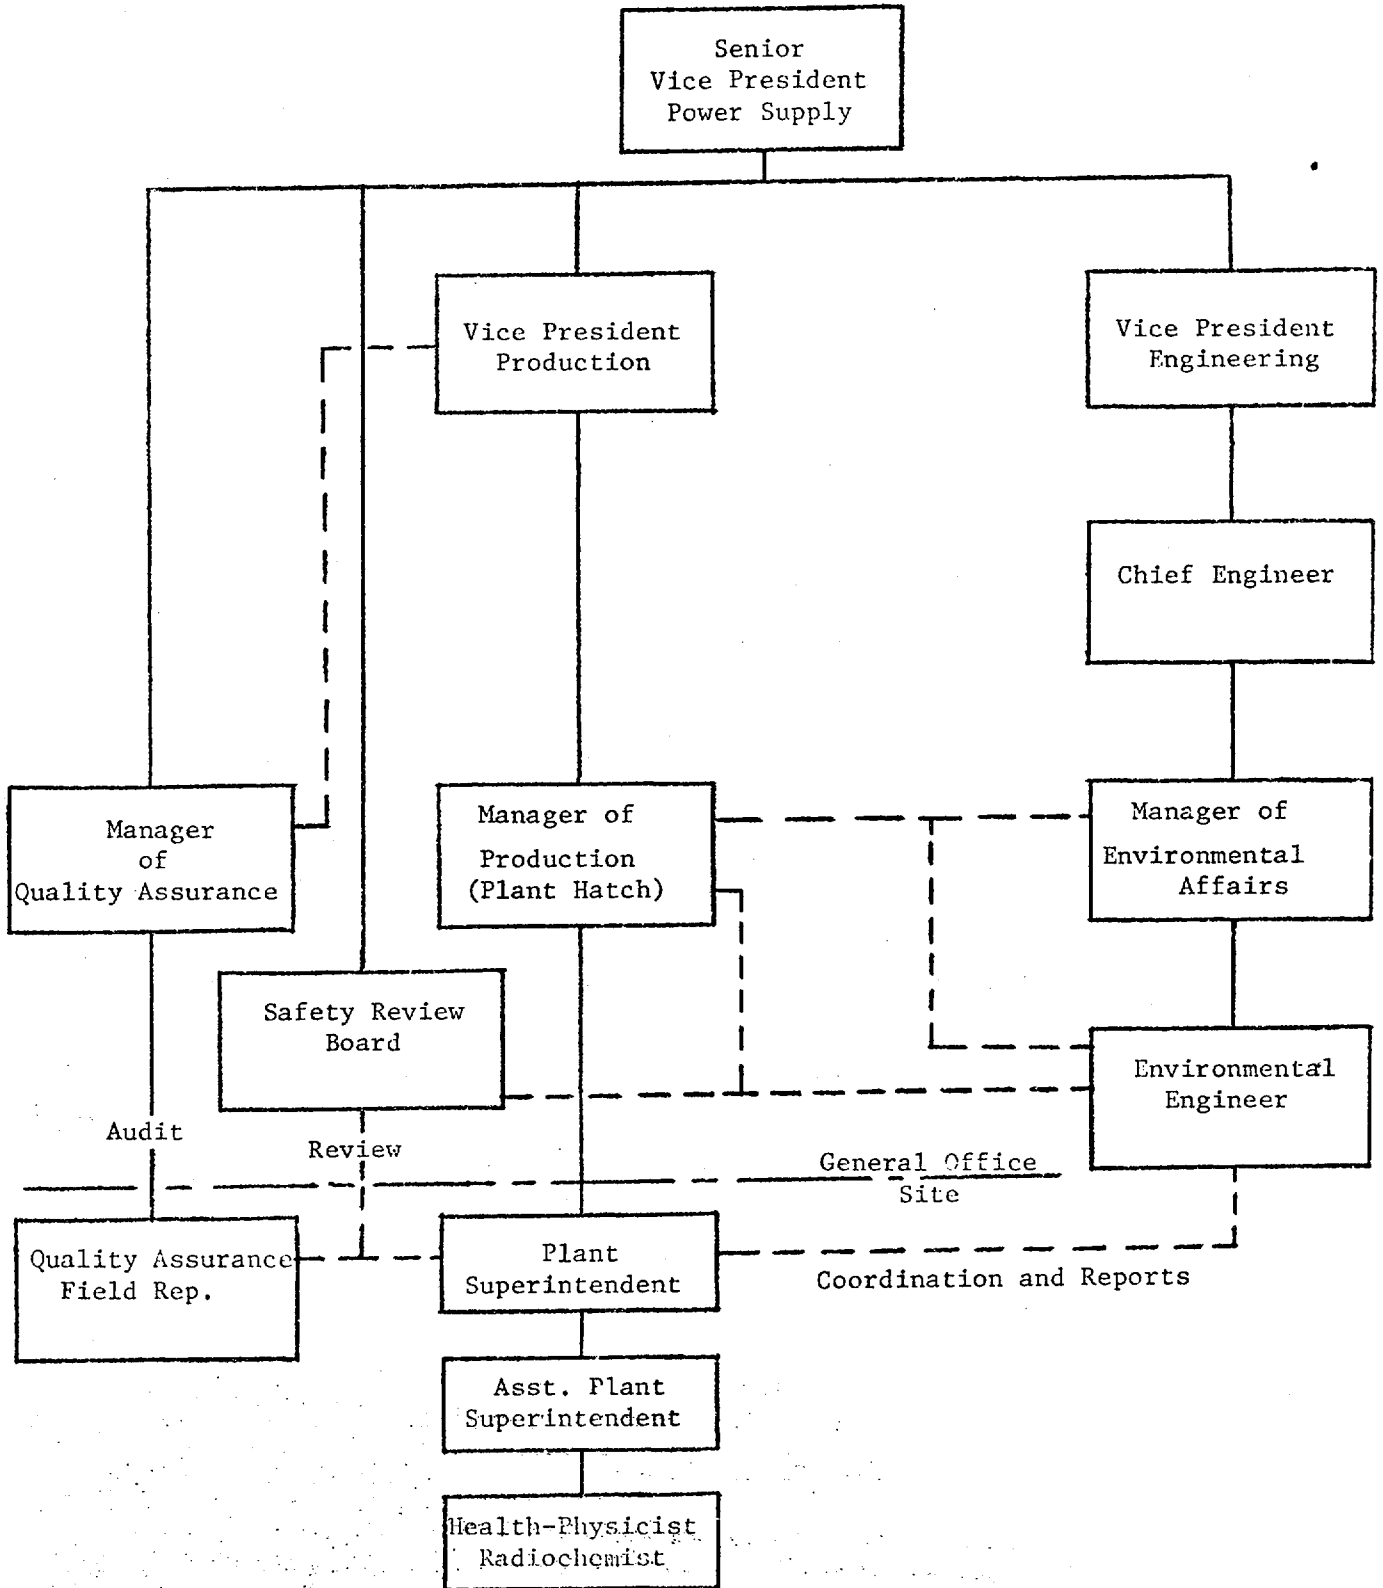 Senior
Vice President
Power Supply
Vice President
Production
Vice President
Engineering
Chief Engineer
Manager
of
Quality Assurance
Manager of
Production
(Plant Hatch)
Manager of
Environmental
Affairs
Safety Review
Board
Environmental
Engineer
Audit
Review
General Office
Site
Quality Assurance
Field Rep.
Plant
Superintendent
Coordination and Reports
Asst. Plant
Superintendent
Health-Physicist
Radiochemist